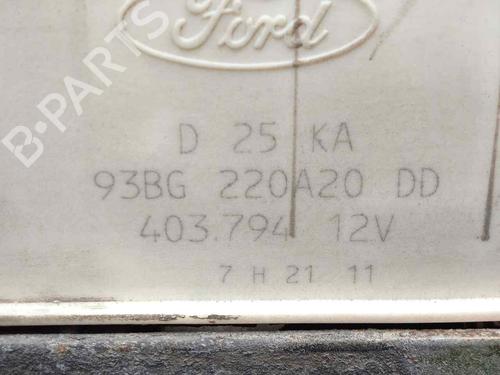 Ford
B-PARTS
D 25 KA
93BG 220A20 DD
403.794 12V
7 H 21 11